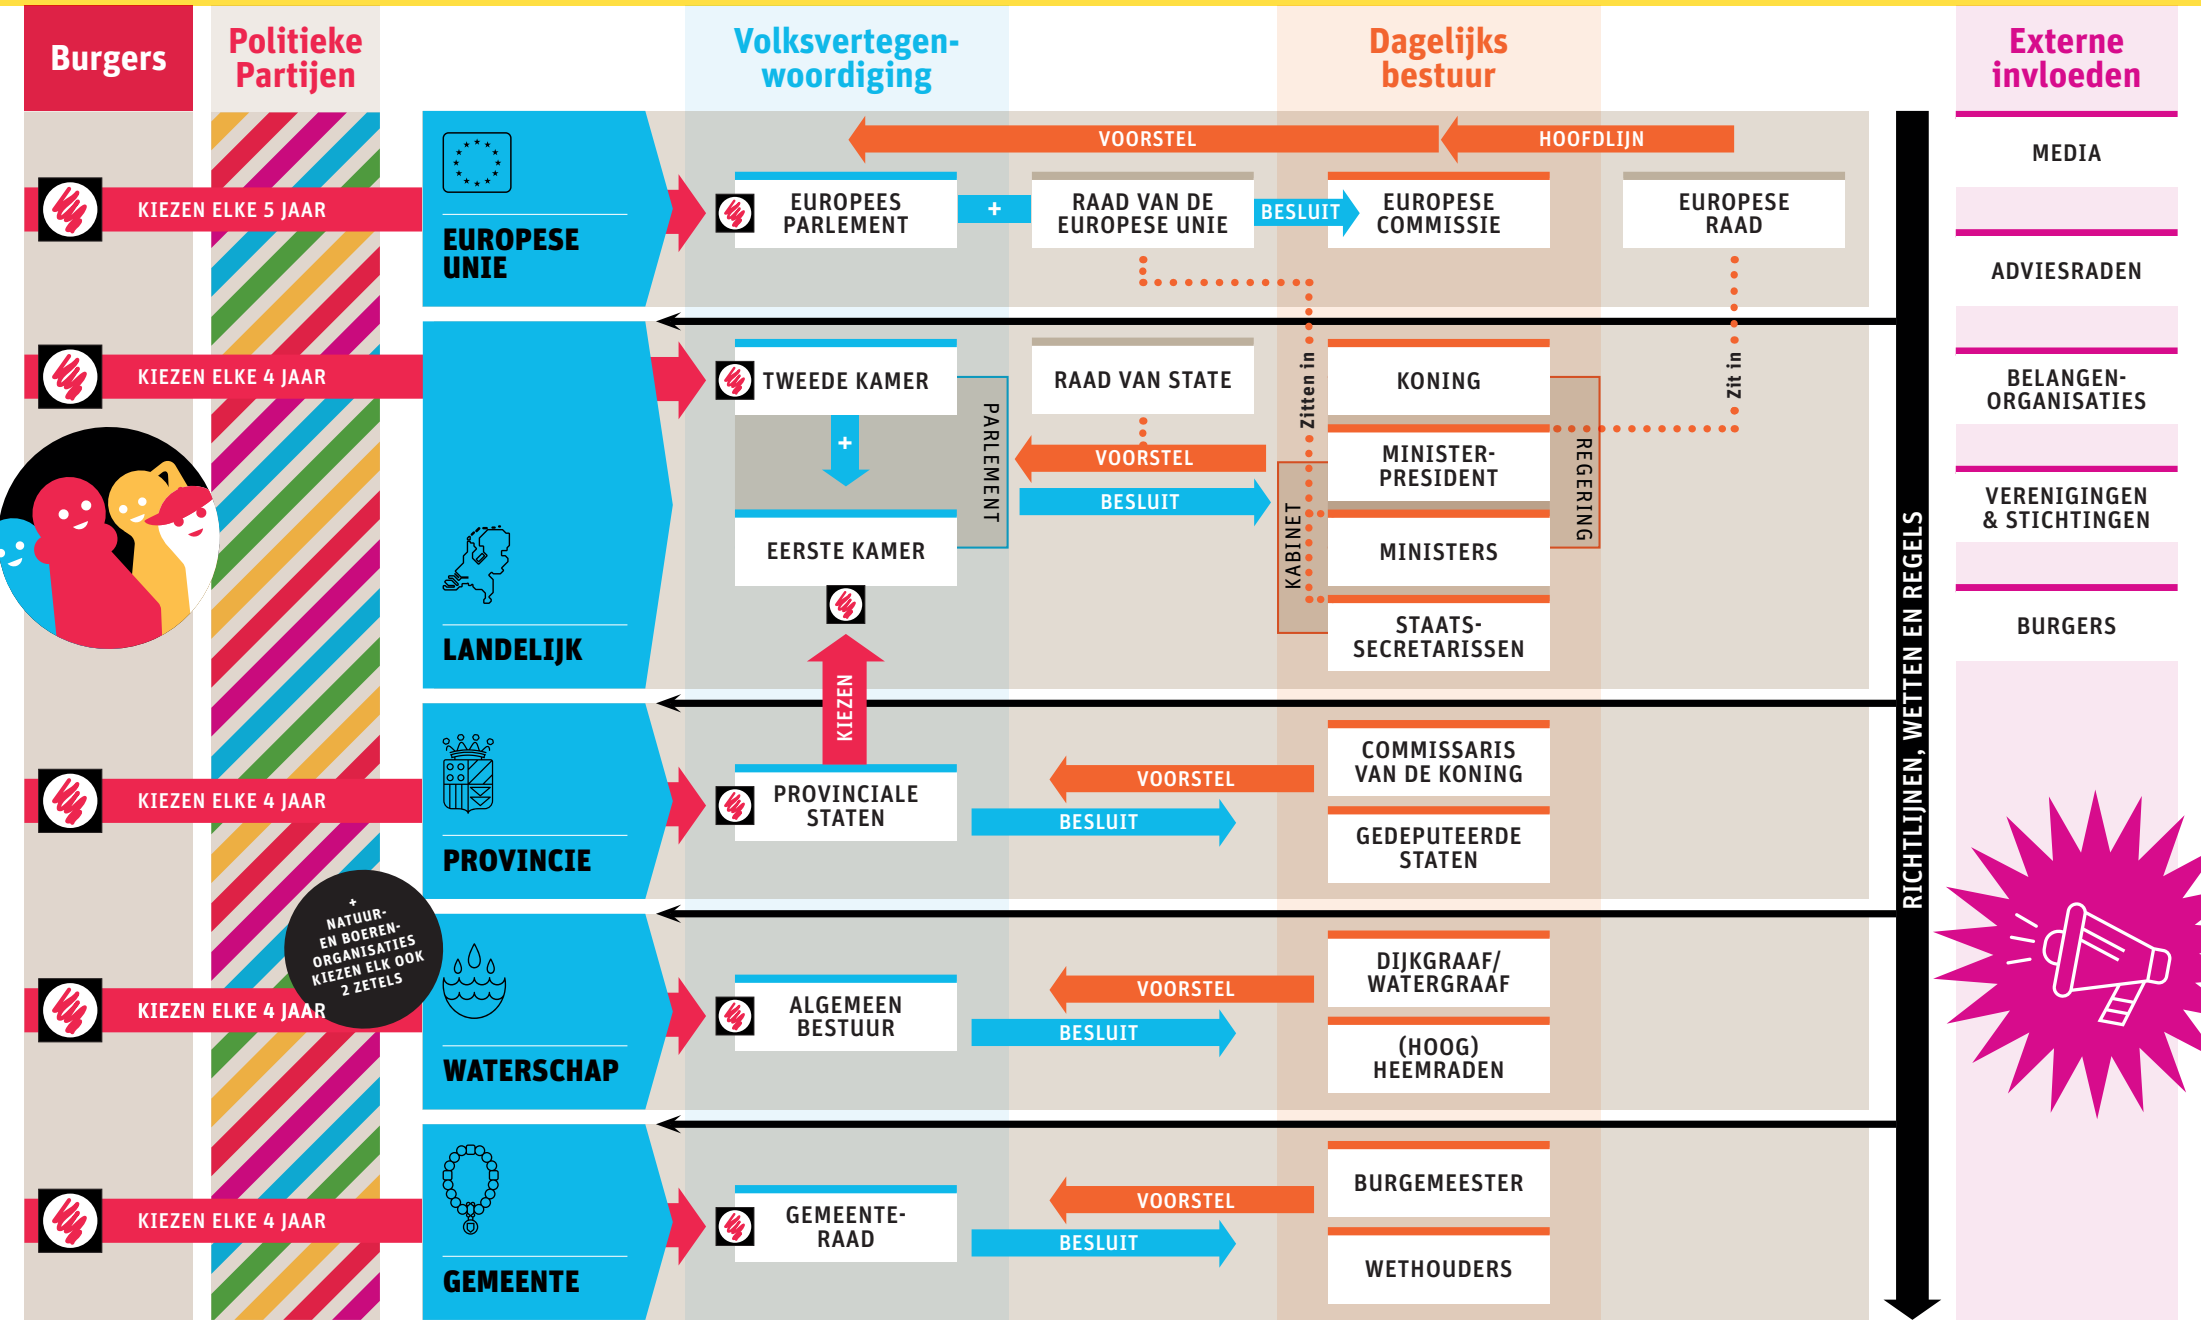 Burgers
Politieke
Partijen
Volksvertegen-
woordiging
Dagelijks
bestuur
Externe
invloeden
KIEZEN ELKE 5 JAAR
EUROPESE
UNIE
VOORSTEL
HOOFDLIJN
EUROPEES
PARLEMENT
+
RAAD VAN DE
EUROPESE UNIE
BESLUIT
EUROPESE
COMMISSIE
EUROPESE
RAAD
KIEZEN ELKE 4 JAAR
LANDELIJK
TWEEDE KAMER
+
EERSTE KAMER
PARLEMENT
RAAD VAN STATE
VOORSTEL
BESLUIT
Zitten in
KABINET
KONING
MINISTER-
PRESIDENT
MINISTERS
STAATS-
SECRETARISSEN
REGERING
Zit in
KIEZEN
KIEZEN ELKE 4 JAAR
PROVINCIE
PROVINCIALE
STATEN
VOORSTEL
BESLUIT
COMMISSARIS
VAN DE KONING
GEDEPUTEERDE
STATEN
+
NATUUR-
EN BOEREN-
ORGANISATIES
KIEZEN ELK OOK
2 ZETELS
KIEZEN ELKE 4 JAAR
WATERSCHAP
ALGEMEEN
BESTUUR
VOORSTEL
BESLUIT
DIJKGRAAF/
WATERGRAAF
(HOOG)
HEEMRADEN
KIEZEN ELKE 4 JAAR
GEMEENTE
GEMEENTE-
RAAD
VOORSTEL
BESLUIT
BURGEMEESTER
WETHOUDERS
RICHTLIJNEN, WETTEN EN REGELS
MEDIA
ADVIESRADEN
BELANGEN-
ORGANISATIES
VERENIGINGEN
& STICHTINGEN
BURGERS